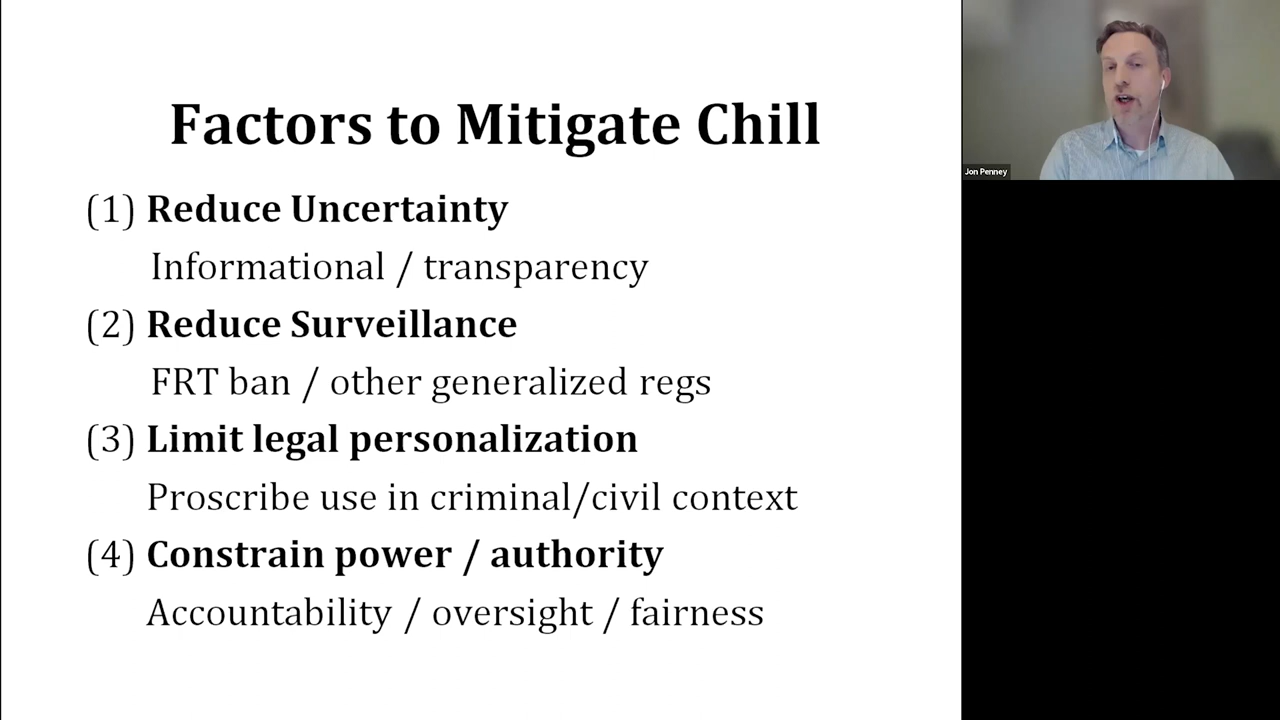 Factors to Mitigate Chill
(1) Reduce Uncertainty
Informational / transparency
(2) Reduce Surveillance
FRT ban / other generalized regs
(3) Limit legal personalization
Proscribe use in criminal/civil context
(4) Constrain power / authority
Accountability / oversight / fairness
Jon Penney